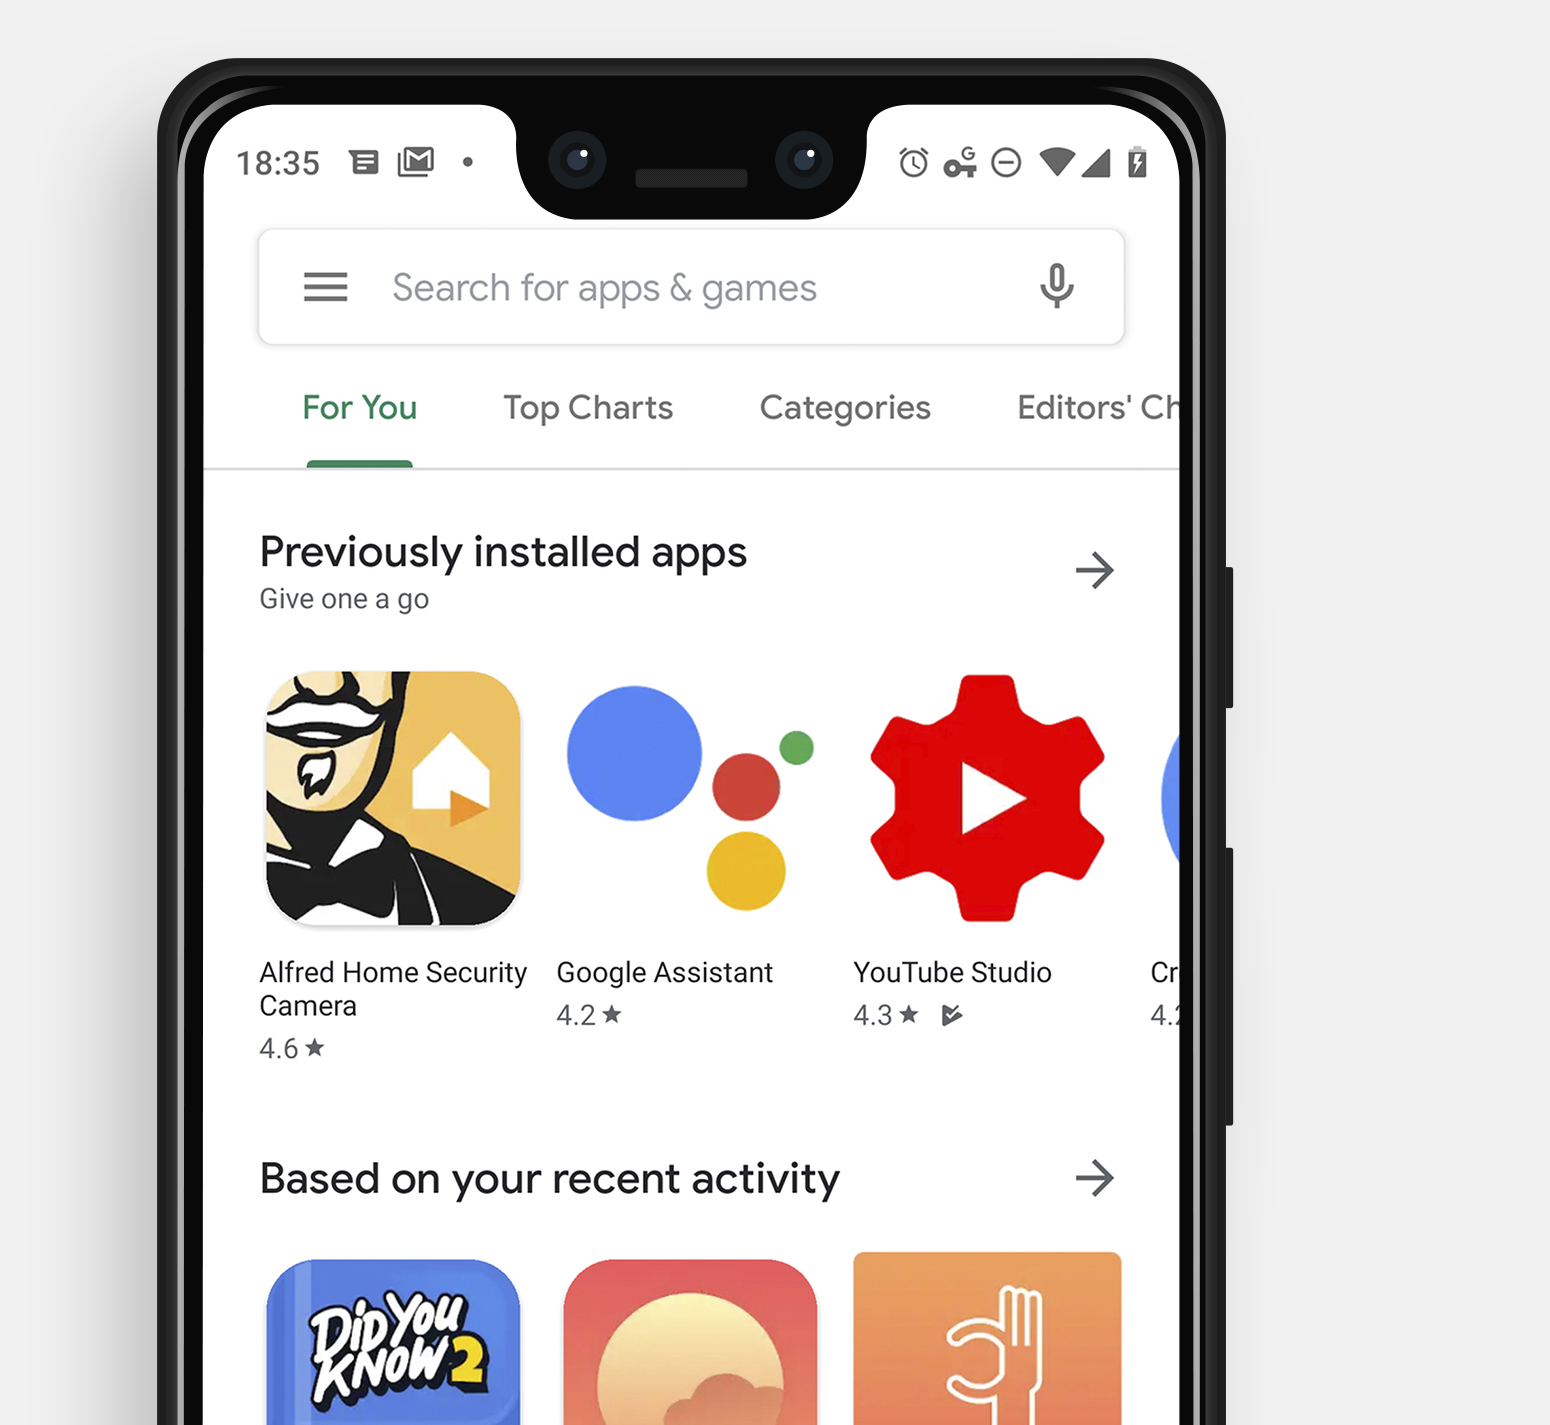 18:35
Search for apps & games
For You Top Charts Categories Editors' Ch
Previously installed apps
Give one a go
Alfred Home Security Camera
4.6 ★
Google Assistant
4.2 ★
YouTube Studio
4.3 ★
Cr
4.2
Based on your recent activity
DiD You
KNOW 2